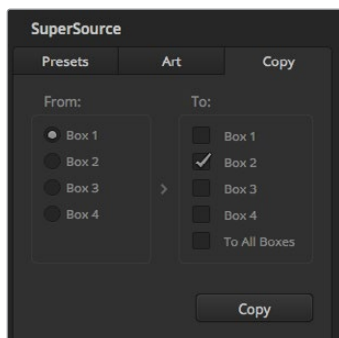 SuperSource
Presets Art Copy
From: To:
Box 1 Box 1
Box 2 Box 2
Box 3 > Box 3
Box 4 Box 4
To All Boxes
Copy